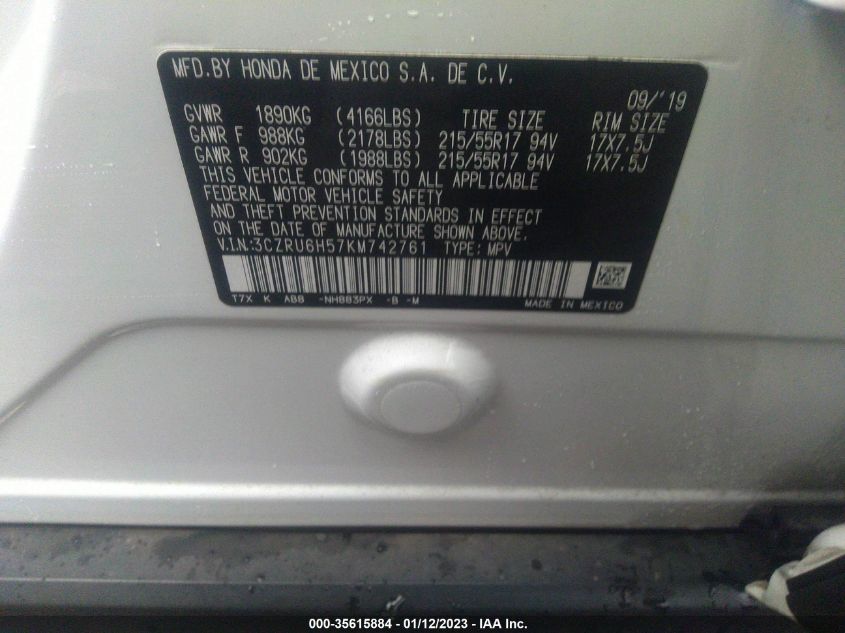 MFD.BY HONDA DE MEXICO S.A. DE C.V.
09/'19
GVWR 1890KG (4166LBS) TIRE SIZE RIM SIZE
GAWR F 988KG (2178LBS) 215/55R17 94V 17X7.5J
GAWR R 902KG (1988LBS) 215/55R17 94V 17X7.5J
THIS VEHICLE CONFORMS TO ALL APPLICABLE
FEDERAL MOTOR VEHICLE SAFETY
AND THEFT PREVENTION STANDARDS IN EFFECT
ON THE DATE OF MANUFACTURE SHOWN ABOVE.
V.IN:3CZRU6H57KM742761 TYPE: MPV
T7X K AB8 -NH883PX -B -M MADE IN MEXICO
000-35615884 - 01/12/2023 - IAA Inc.